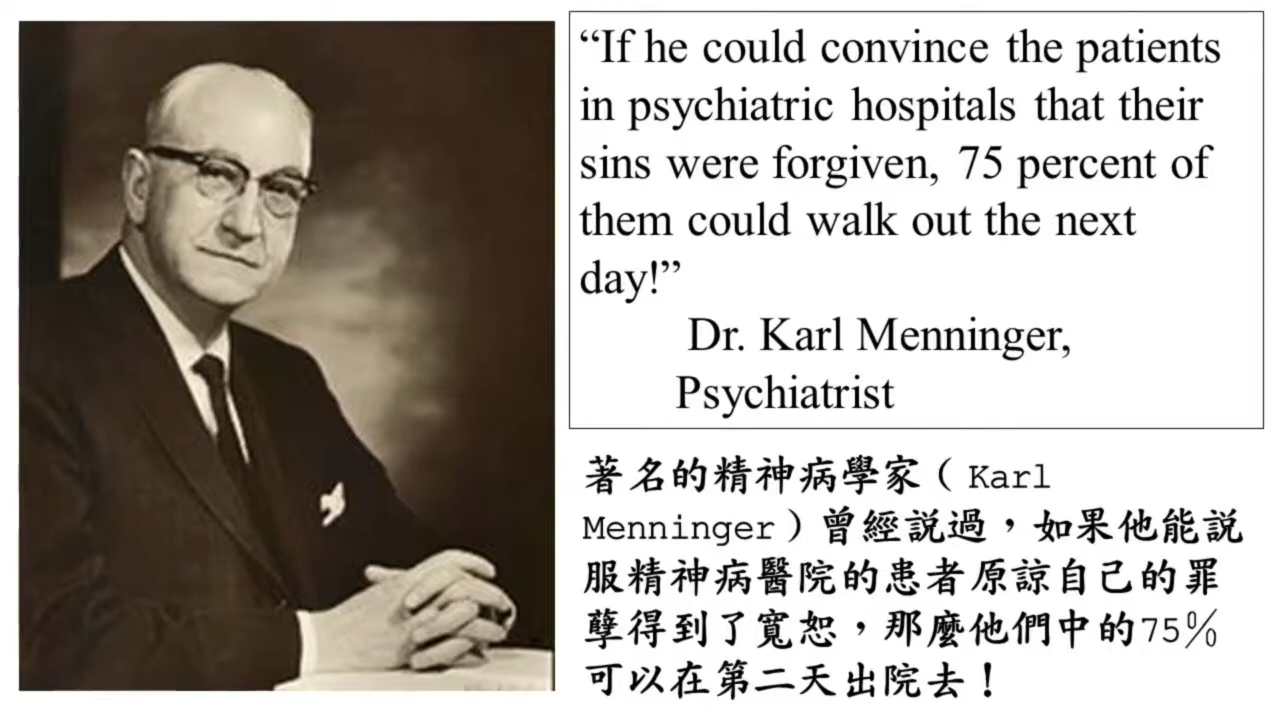 “If he could convince the patients
in psychiatric hospitals that their
sins were forgiven, 75 percent of
them could walk out the next
day!”
Dr. Karl Menninger,
Psychiatrist
著名的精神病學家（Karl
Menninger）曾經説過，如果他能説
服精神病醫院的患者原諒自己的罪
孽得到了寬恕，那麼他們中的75%
可以在第二天出院去！